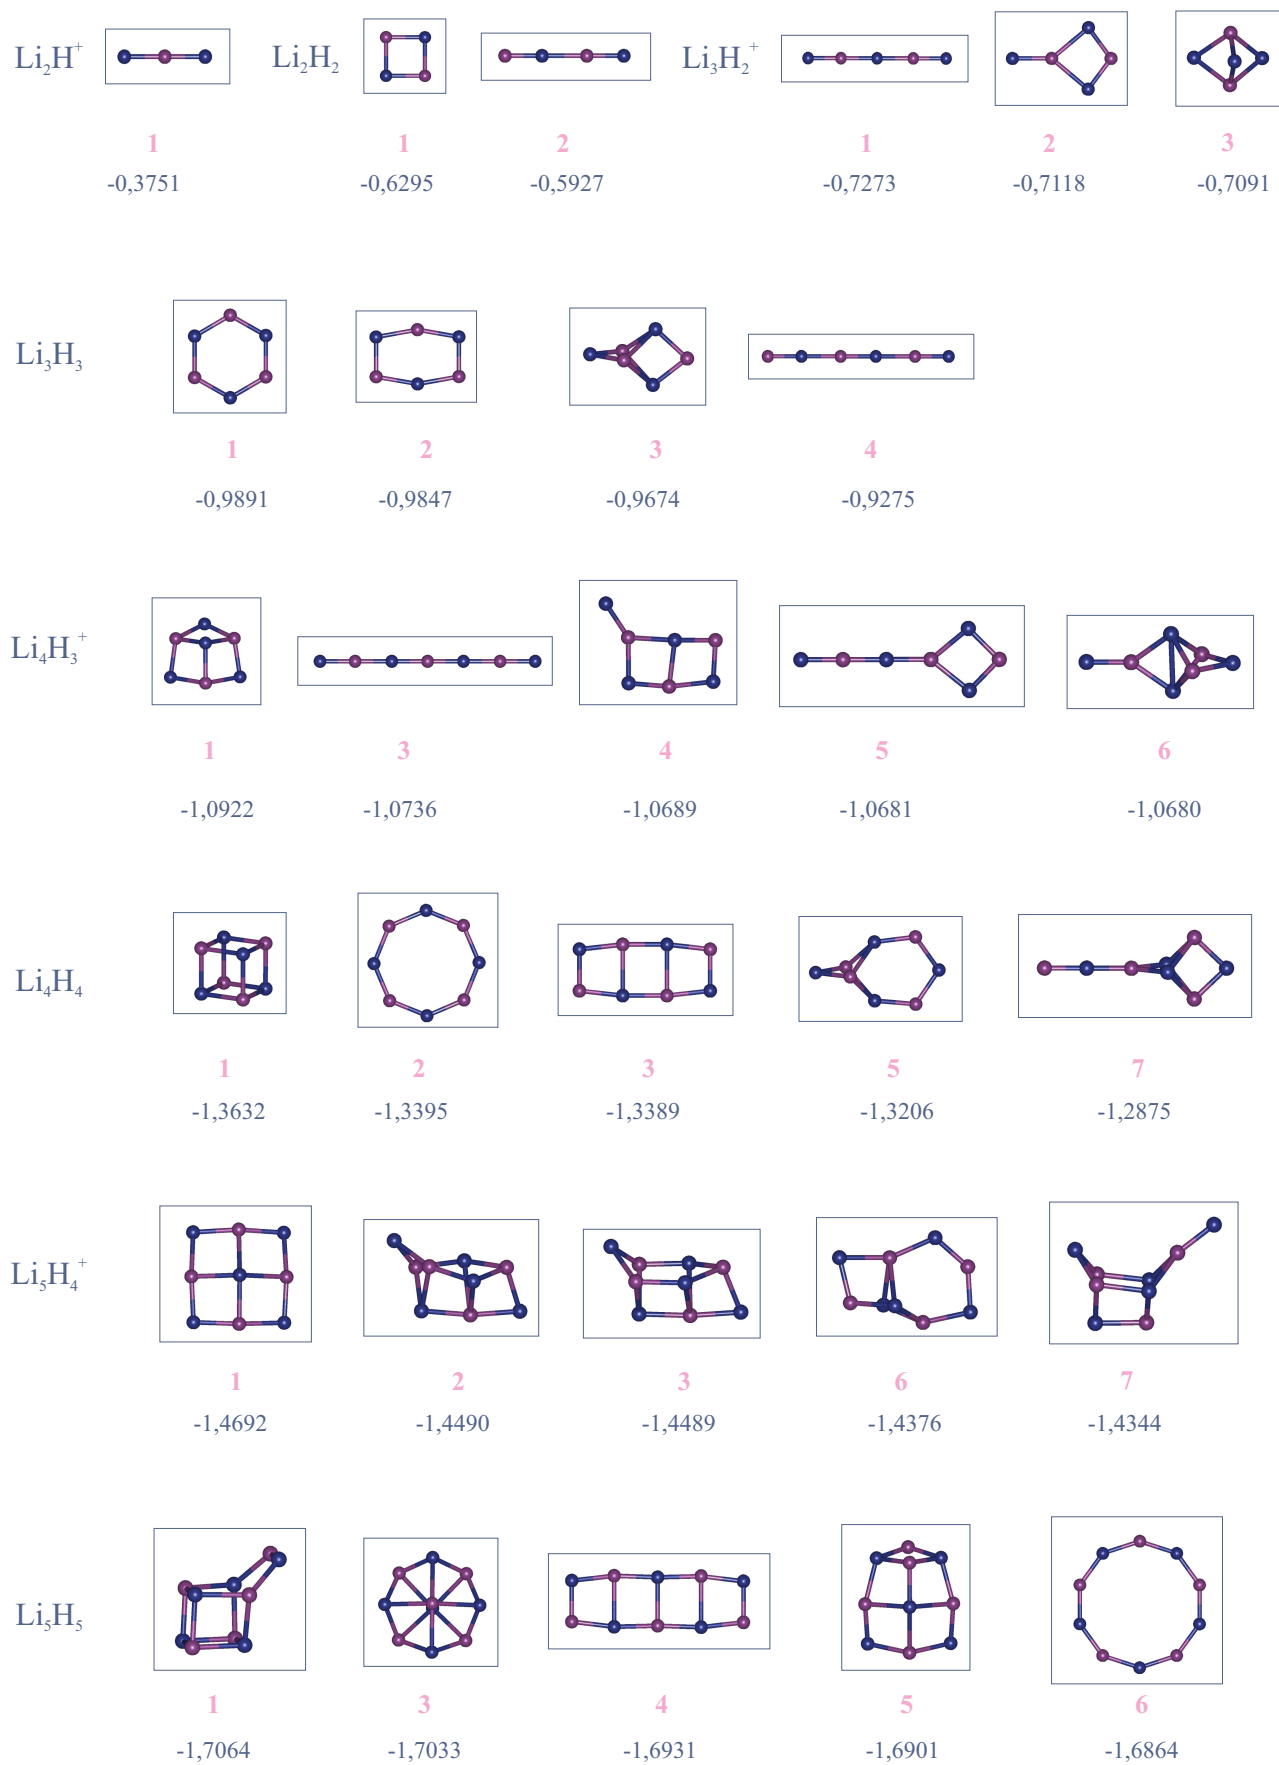 Li₂H⁺ Li₂H₂ Li₃H₂⁺
1 1 2 1 2 3
-0,3751 -0,6295 -0,5927 -0,7273 -0,7118 -0,7091
Li₃H₃
1 2 3 4
-0,9891 -0,9847 -0,9674 -0,9275
Li₄H₃⁺
1 3 4 5 6
-1,0922 -1,0736 -1,0689 -1,0681 -1,0680
Li₄H₄
1 2 3 5 7
-1,3632 -1,3395 -1,3389 -1,3206 -1,2875
Li₅H₄⁺
1 2 3 6 7
-1,4692 -1,4490 -1,4489 -1,4376 -1,4344
Li₅H₅
1 3 4 5 6
-1,7064 -1,7033 -1,6931 -1,6901 -1,6864